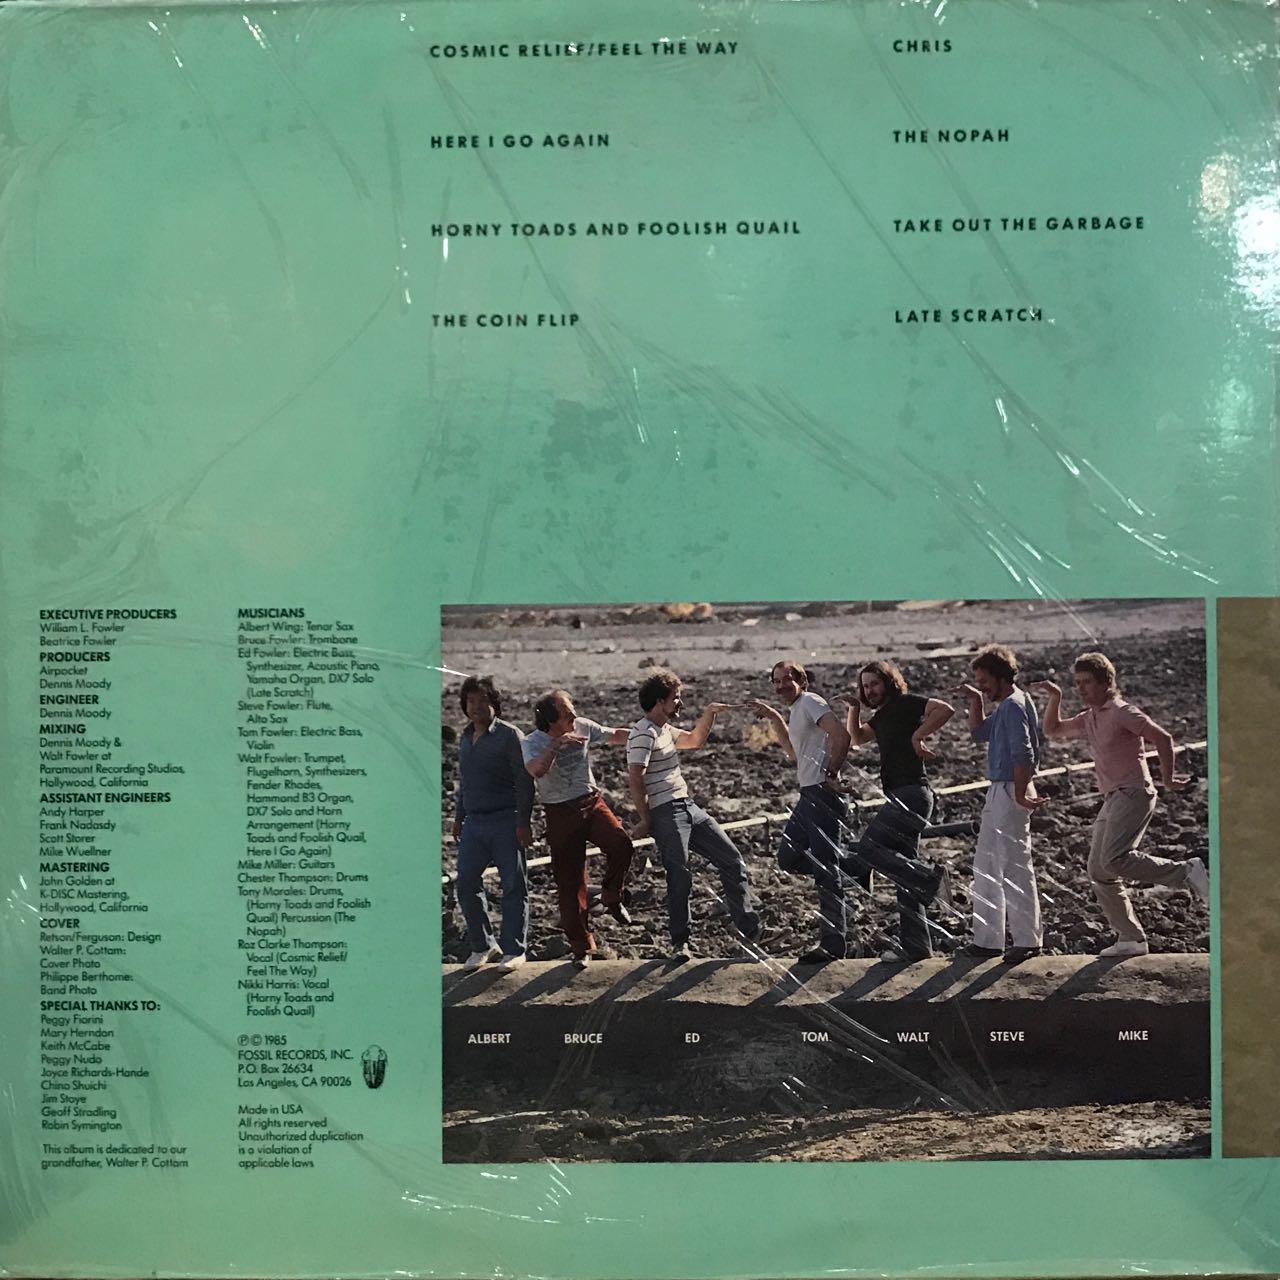 COSMIC RELIEF/FEEL THE WAY
HERE I GO AGAIN
HORNY TOADS AND FOOLISH QUAIL
THE COIN FLIP
CHRIS
THE NOPAH
TAKE OUT THE GARBAGE
LATE SCRATCH
EXECUTIVE PRODUCERS
William L. Fowler
Beatrice Fowler
PRODUCERS
Airpocket
Dennis Moody
ENGINEER
Dennis Moody
MIXING
Dennis Moody &
Walt Fowler at
Paramount Recording Studios,
Hollywood, California
ASSISTANT ENGINEERS
Andy Harper
Frank Nadasdy
Scott Storer
Mike Wuellner
MASTERING
John Golden at
K-DISC Mastering,
Hollywood, California
COVER
Retson/Ferguson: Design
Walter P. Cottam:
Cover Photo
Philippe Berthome:
Band Photo
SPECIAL THANKS TO:
Peggy Fiorini
Mary Herndon
Keith McCabe
Peggy Nudo
Joyce Richards-Hande
Chino Shuichi
Jim Staye
Geoff Stradling
Robin Symington
This album is dedicated to our
grandfather, Walter P. Cottam
MUSICIANS
Albert Wing: Tenor Sax
Bruce Fowler: Trombone
Ed Fowler: Electric Bass,
Synthesizer, Acoustic Piano,
Yamaha Organ, DX7 Solo
(Late Scratch)
Steve Fowler: Flute,
Alto Sax
Tom Fowler: Electric Bass,
Violin
Walt Fowler: Trumpet,
Flugelhorn, Synthesizers,
Fender Rhodes,
Hammond B3 Organ,
DX7 Solo and Horn
Arrangement (Horny
Toads and Foolish Quail,
Here I Go Again)
Mike Miller: Guitars
Chester Thompson: Drums
Tony Morales: Drums,
(Horny Toads and Foolish
Quail) Percussion (The
Nopah)
Roz Clarke Thompson:
Vocal (Cosmic Relief/
Feel The Way)
Nikki Harris: Vocal
(Horny Toads and
Foolish Quail)
℗© 1985
FOSSIL RECORDS, INC.
P.O. Box 26634
Los Angeles, CA 90026
Made in USA
All rights reserved
Unauthorized duplication
is a violation of
applicable laws
ALBERT BRUCE ED TOM WALT STEVE MIKE